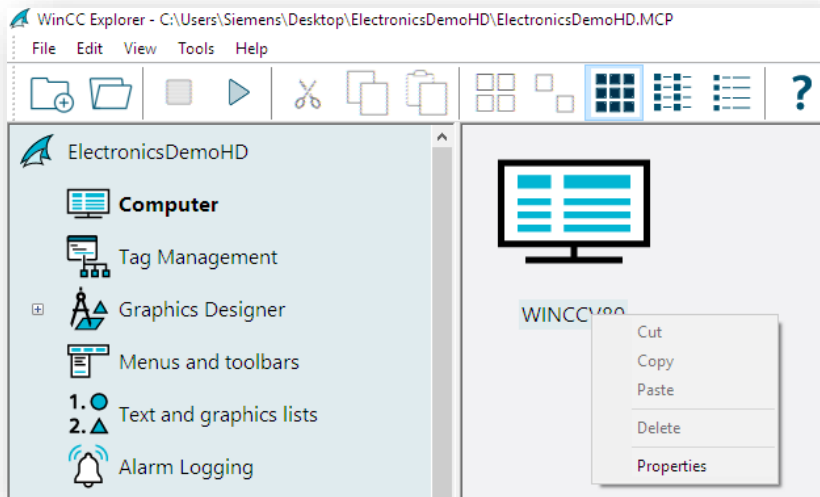 WinCC Explorer - C:\Users\Siemens\Desktop\ElectronicsDemoHD\ElectronicsDemoHD.MCP
File Edit View Tools Help
?
ElectronicsDemoHD
Computer
Tag Management
Graphics Designer
Menus and toolbars
1.
2.
Text and graphics lists
Alarm Logging
Cut
Copy
Paste
Delete
Properties